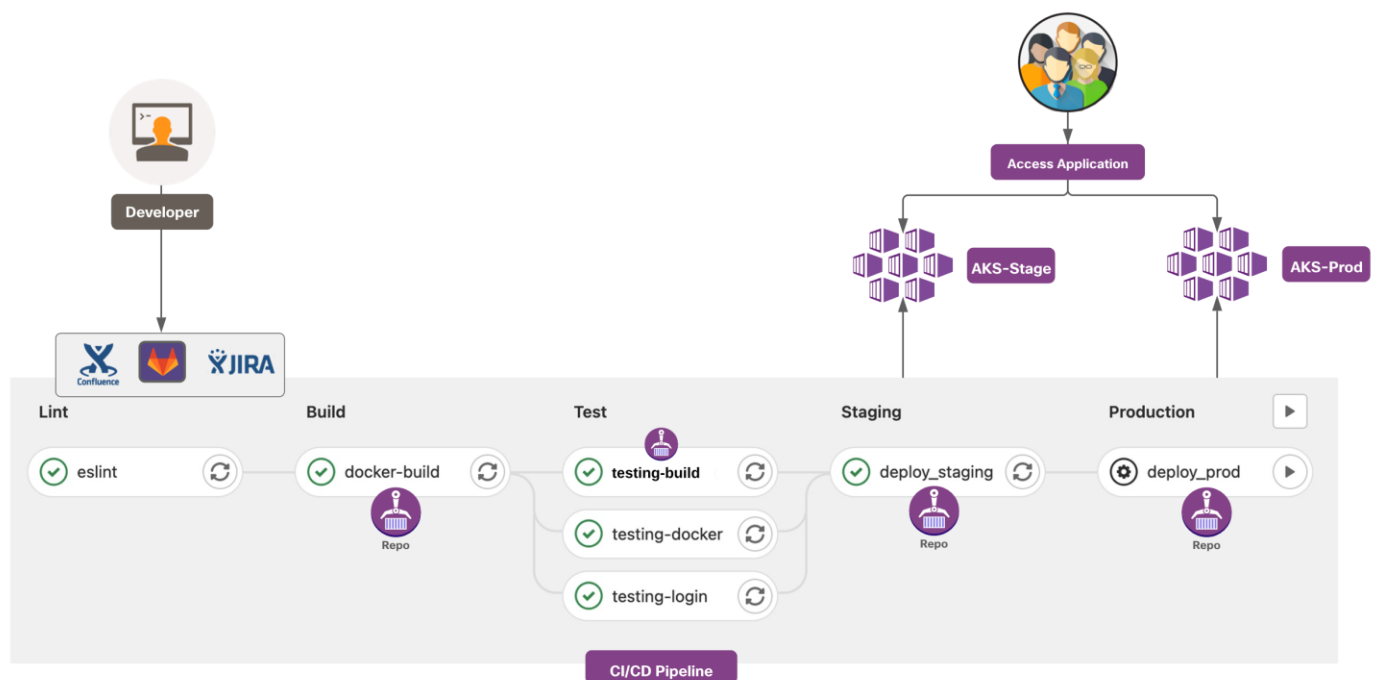 Access Application
Developer
AKS-Stage
AKS-Prod
Confluence
JIRA
Lint
Build
Test
Staging
Production
eslint
docker-build
testing-build
deploy_staging
deploy_prod
Repo
Repo
Repo
testing-docker
testing-login
CI/CD Pipeline